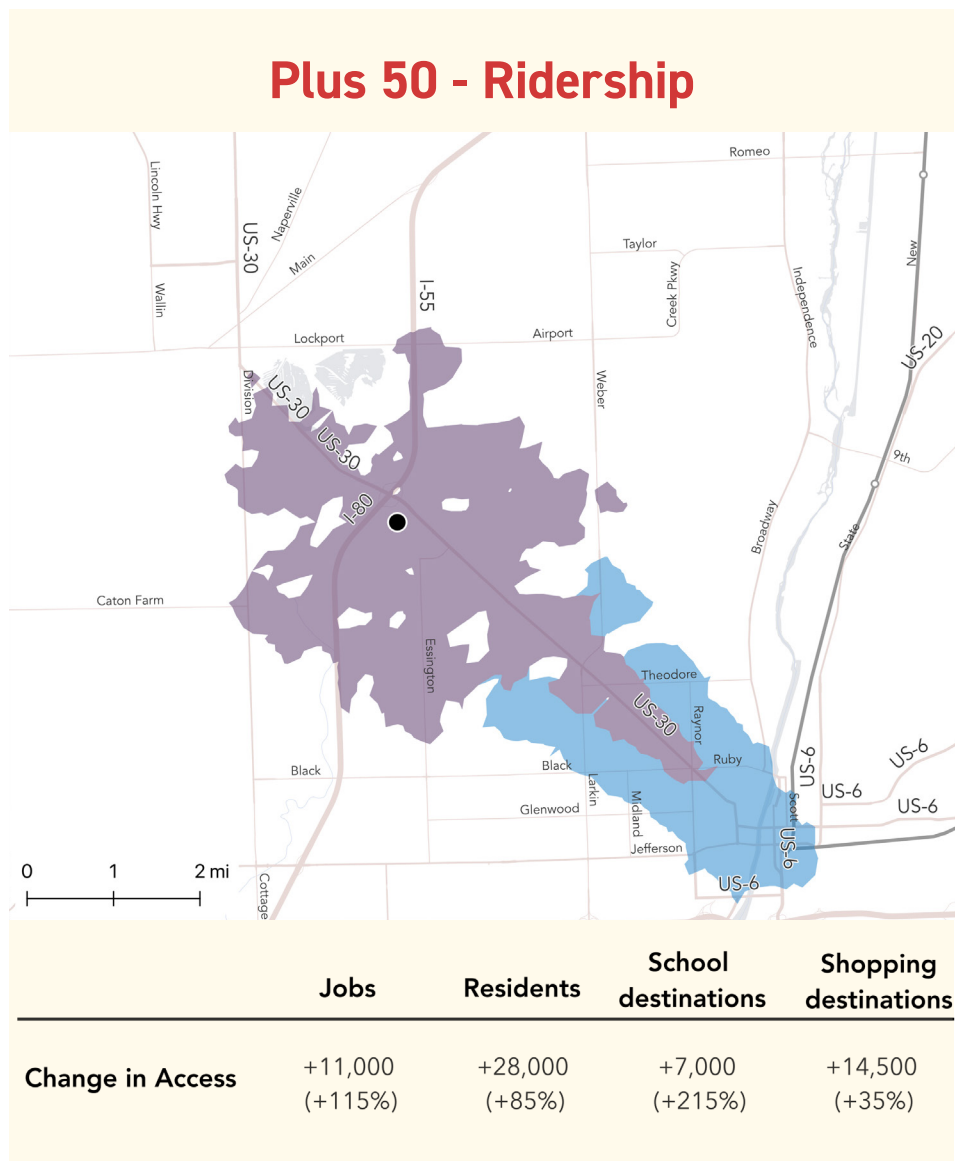 Plus 50 - Ridership
Romeo
Lincoln Hwy
Naperville
US-30
Main
Taylor
New
Creek Pkwy
Independence
Wallin
I-55
Lockport
Airport
US-20
Division
US-30
Weber
US-30
9th
I-80
Broadway
State
Caton Farm
Essington
Theodore
US-30
Raynor
Ruby
US-6
US-6
Black
Black
Larkin
Midland
Scott
US-6
US-6
Glenwood
Jefferson
US-6
US-6
Cottage
0 1 2 mi
Jobs
Residents
School
destinations
Shopping
destinations
Change in Access
+11,000
(+115%)
+28,000
(+85%)
+7,000
(+215%)
+14,500
(+35%)